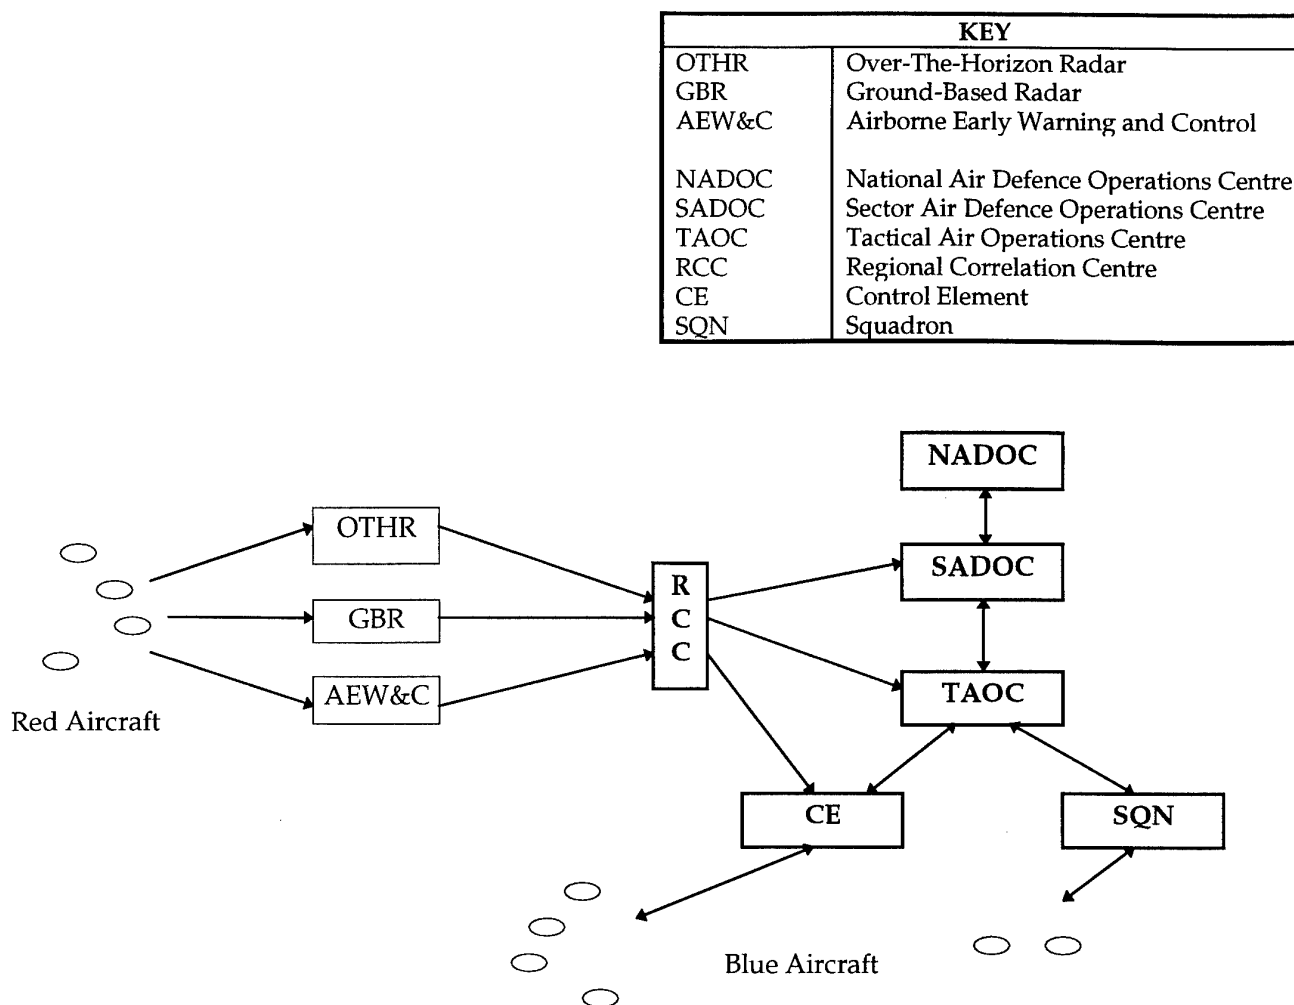 KEY
OTHR Over-The-Horizon Radar
GBR Ground-Based Radar
AEW&C Airborne Early Warning and Control
NADOC National Air Defence Operations Centre
SADOC Sector Air Defence Operations Centre
TAOC Tactical Air Operations Centre
RCC Regional Correlation Centre
CE Control Element
SQN Squadron
NADOC
OTHR
SADOC
R
C
C
GBR
AEW&C
TAOC
Red Aircraft
CE
SQN
Blue Aircraft